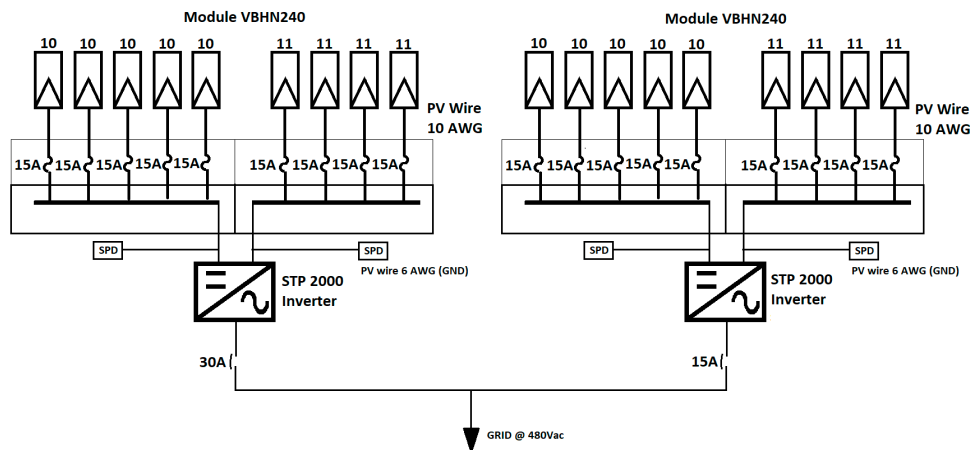 Module VBHN240
Module VBHN240
10 10 10 10 10 11 11 11 11
10 10 10 10 10 11 11 11 11
PV Wire
10 AWG
PV Wire
10 AWG
15A 15A 15A 15A 15A 15A 15A 15A 15A
15A 15A 15A 15A 15A 15A 15A 15A 15A
SPD
SPD
SPD
SPD
PV wire 6 AWG (GND)
PV wire 6 AWG (GND)
STP 2000
Inverter
STP 2000
Inverter
30A
15A
GRID @ 480Vac